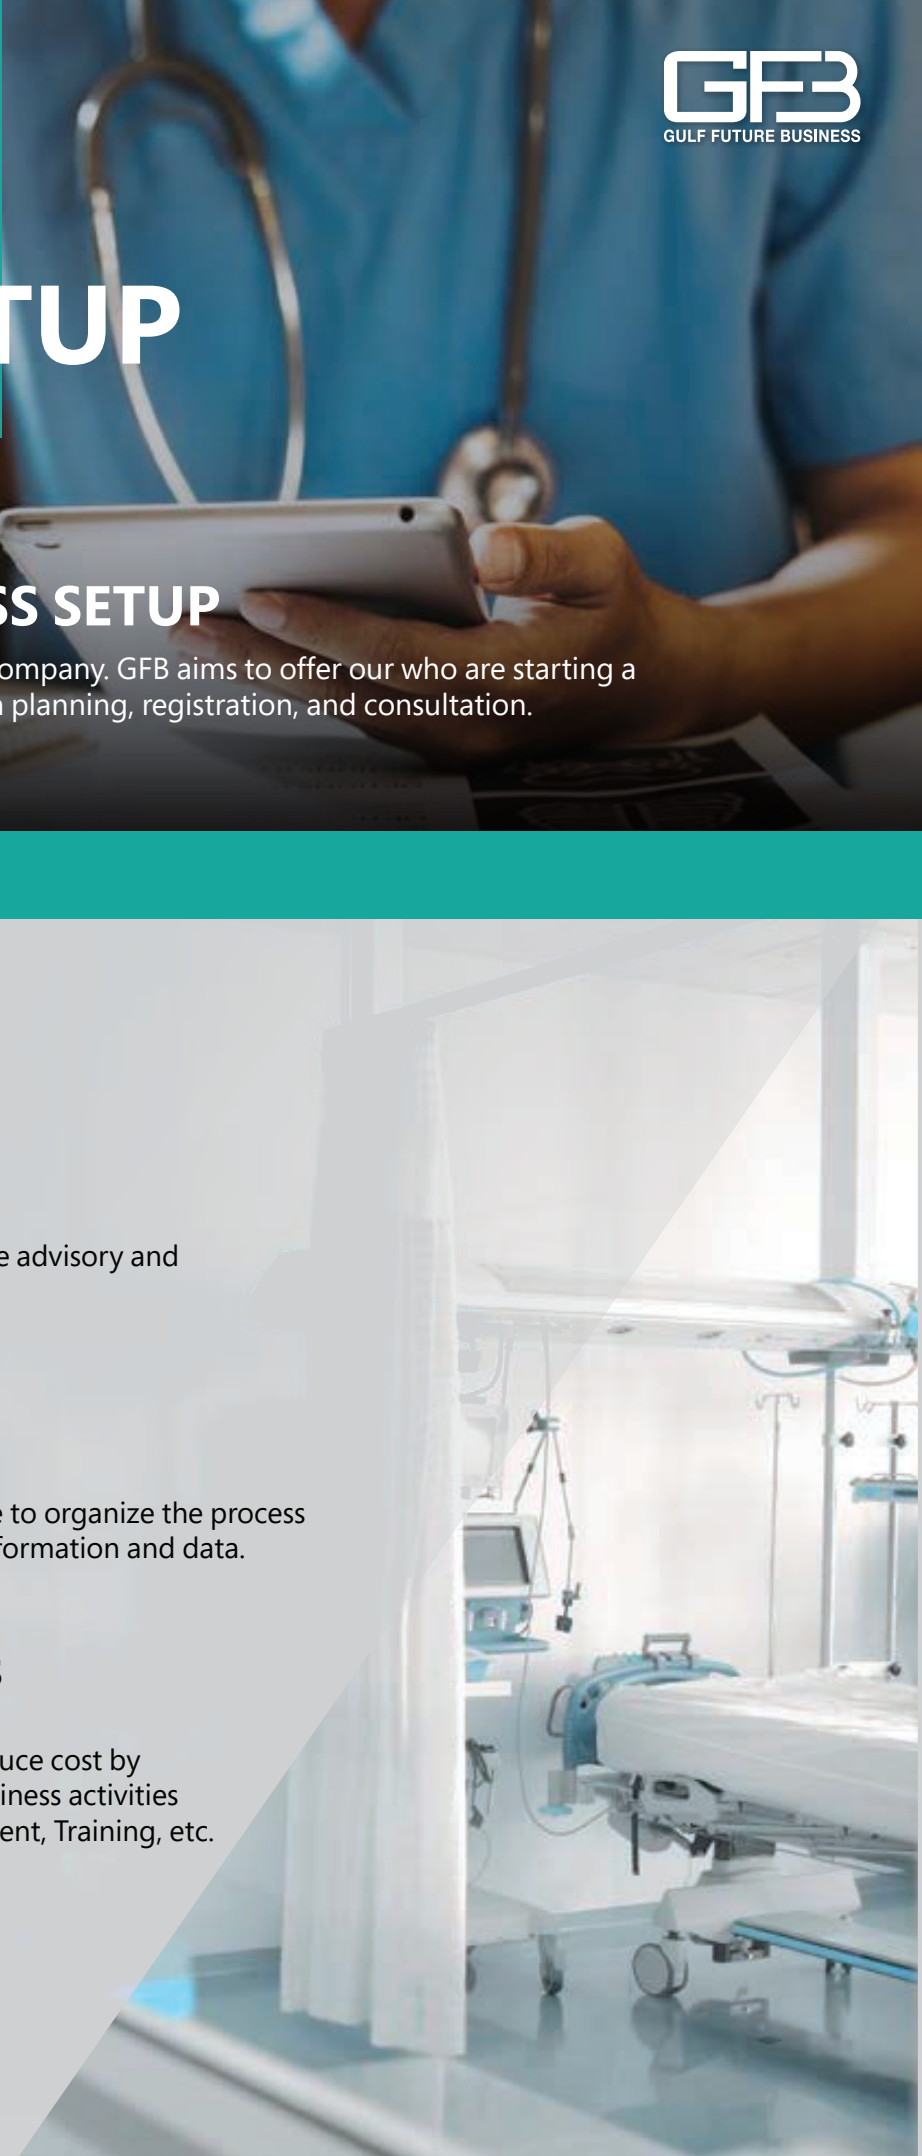 GFB
GULF FUTURE BUSINESS
TUP
SS SETUP
ompany. GFB aims to offer our who are starting a
planning, registration, and consultation.
e advisory and
e to organize the process
formation and data.
uce cost by
iness activities
ent, Training, etc.